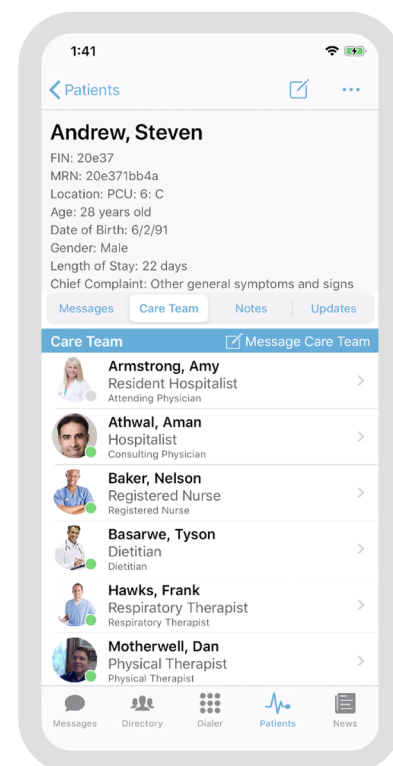 1:41
Patients
Andrew, Steven
FIN: 20e37
MRN: 20e371bb4a
Location: PCU: 6: C
Age: 28 years old
Date of Birth: 6/2/91
Gender: Male
Length of Stay: 22 days
Chief Complaint: Other general symptoms and signs
Messages Care Team Notes Updates
Care Team Message Care Team
Armstrong, Amy
Resident Hospitalist
Attending Physician
Athwal, Aman
Hospitalist
Consulting Physician
Baker, Nelson
Registered Nurse
Registered Nurse
Basarwe, Tyson
Dietitian
Dietitian
Hawks, Frank
Respiratory Therapist
Respiratory Therapist
Motherwell, Dan
Physical Therapist
Physical Therapist
Messages Directory Dialer Patients News